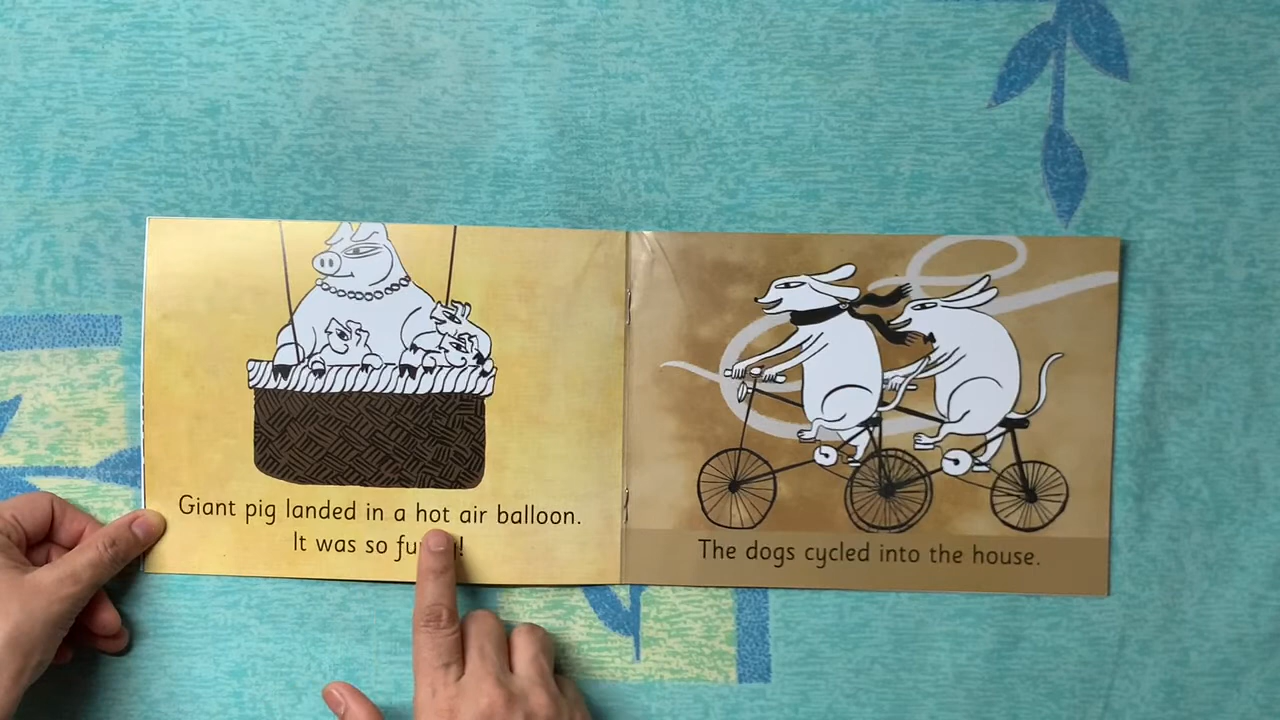 Giant pig landed in a hot air balloon.
It was so
The dogs cycled into the house.